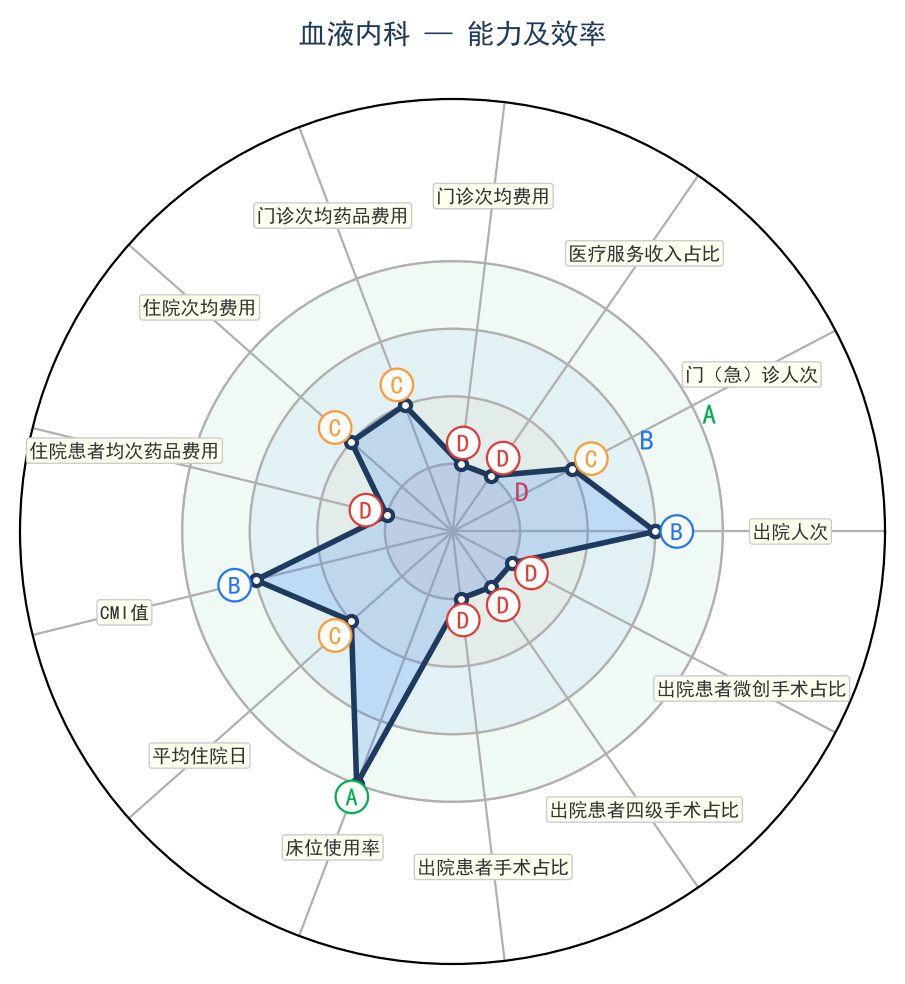 血液内科 — 能力及效率
门诊次均费用
门诊次均药品费用
医疗服务收入占比
住院次均费用
门（急）诊人次
C
A
C
B
D
D
C
住院患者均次药品费用
D
D
B
出院人次
D
B
D
CMI值
D
C
出院患者微创手术占比
平均住院日
A
出院患者四级手术占比
床位使用率
出院患者手术占比